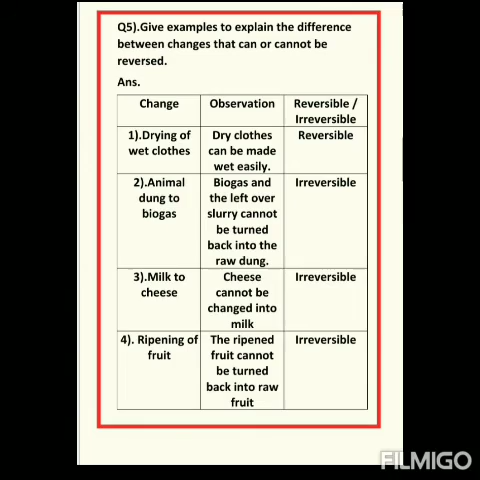 Q5).Give examples to explain the difference
between changes that can or cannot be
reversed.
Ans.
Change Observation Reversible /
Irreversible
1).Drying of
wet clothes
Dry clothes
can be made
wet easily.
Reversible
2).Animal
dung to
biogas
Biogas and
the left over
slurry cannot
be turned
back into the
raw dung.
Irreversible
3).Milk to
cheese
Cheese
cannot be
changed into
milk
Irreversible
4). Ripening of
fruit
The ripened
fruit cannot
be turned
back into raw
fruit
Irreversible
FILMIGO